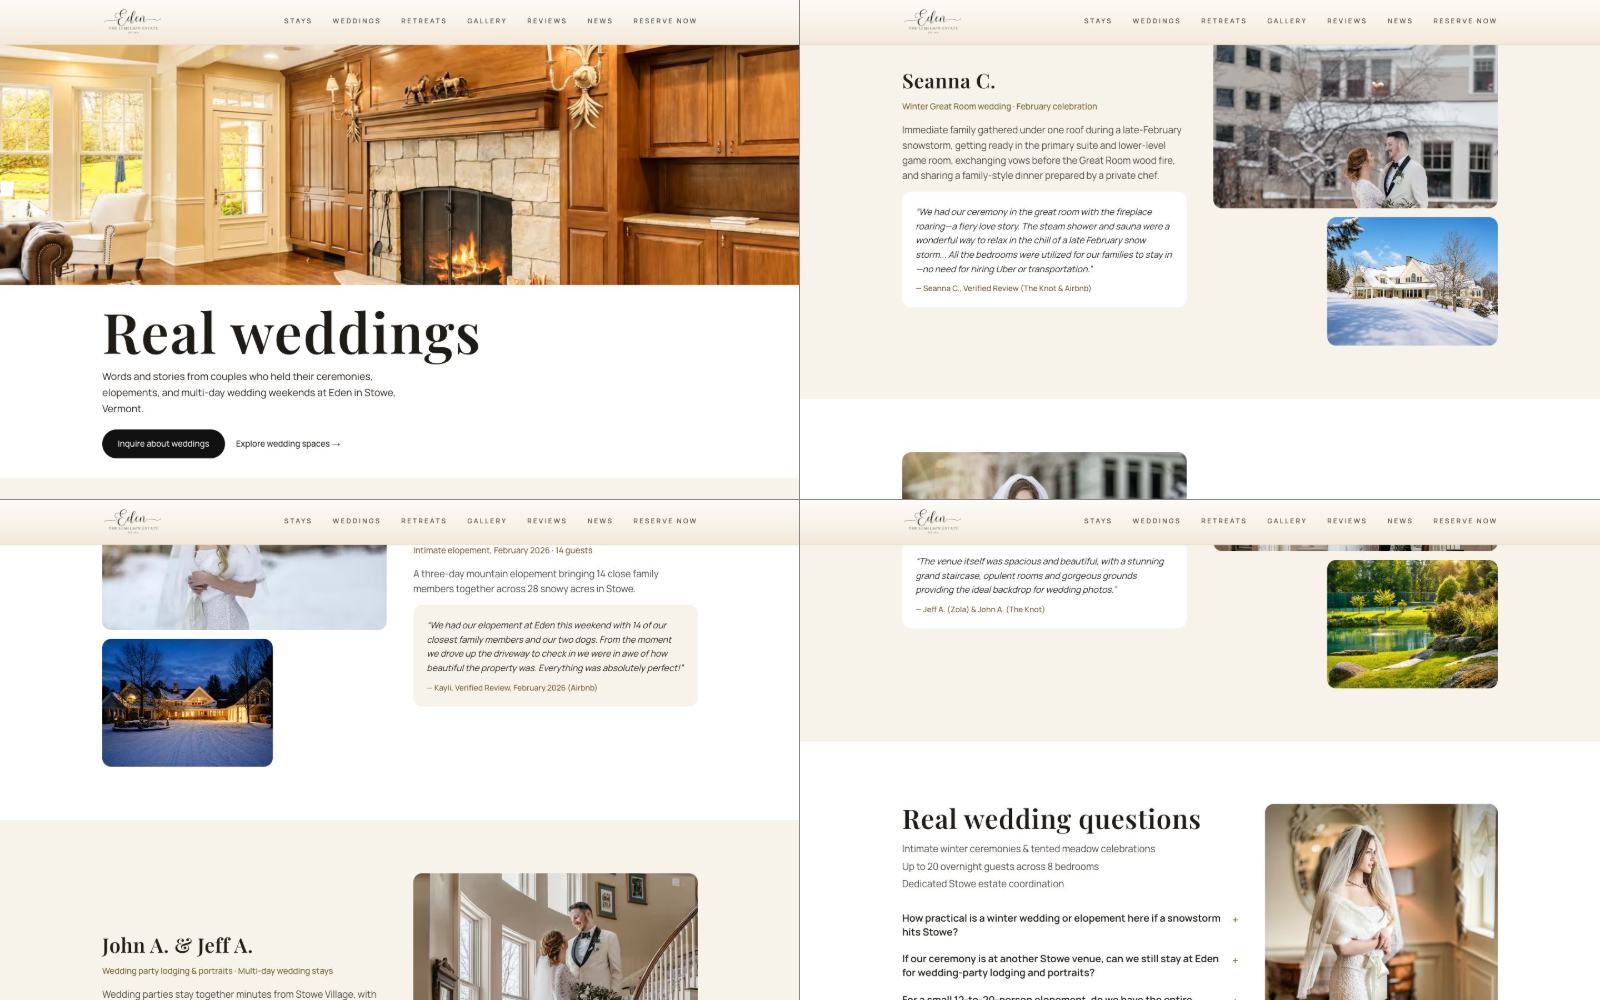 Eden
STAYS WEDDINGS RETREATS GALLERY REVIEWS NEWS RESERVE NOW
Real weddings
Words and stories from couples who held their ceremonies,
elopements, and multi-day wedding weekends at Eden in Stowe,
Vermont.
Inquire about weddings Explore wedding spaces →
Eden
STAYS WEDDINGS RETREATS GALLERY REVIEWS NEWS RESERVE NOW
Seanna C.
Winter Great Room wedding · February celebration
Immediate family gathered under one roof during a late-February
snowstorm, getting ready in the primary suite and lower-level
game room, exchanging vows before the Great Room wood fire,
and sharing a family-style dinner prepared by a private chef.
“We had our ceremony in the great room with the fireplace
roaring—a fiery love story. The steam shower and sauna were a
wonderful way to relax in the chill of a late February snow
storm... All the bedrooms were utilized for our families to stay in
—no need for hiring Uber or transportation.”
— Seanna C., Verified Review (The Knot & Airbnb)
Eden
STAYS WEDDINGS RETREATS GALLERY REVIEWS NEWS RESERVE NOW
Intimate elopement, February 2026 · 14 guests
A three-day mountain elopement bringing 14 close family
members together across 28 snowy acres in Stowe.
“We had our elopement at Eden this weekend with 14 of our
closest family members and our two dogs. From the moment
we drove up the driveway to check in we were in awe of how
beautiful the property was. Everything was absolutely perfect!”
— Kayli, Verified Review, February 2026 (Airbnb)
John A. & Jeff A.
Wedding party lodging & portraits · Multi-day wedding stays
Wedding parties stay together minutes from Stowe Village, with
Eden
STAYS WEDDINGS RETREATS GALLERY REVIEWS NEWS RESERVE NOW
“The venue itself was spacious and beautiful, with a stunning
grand staircase, opulent rooms and gorgeous grounds
providing the ideal backdrop for wedding photos.”
— Jeff A. (Zola) & John A. (The Knot)
Real wedding questions
Intimate winter ceremonies & tented meadow celebrations
Up to 20 overnight guests across 8 bedrooms
Dedicated Stowe estate coordination
How practical is a winter wedding or elopement here if a snowstorm
hits Stowe? +
If our ceremony is at another Stowe venue, can we still stay at Eden
for wedding-party lodging and portraits? +
For a small 12-to-20-person elopement, do we have the entire